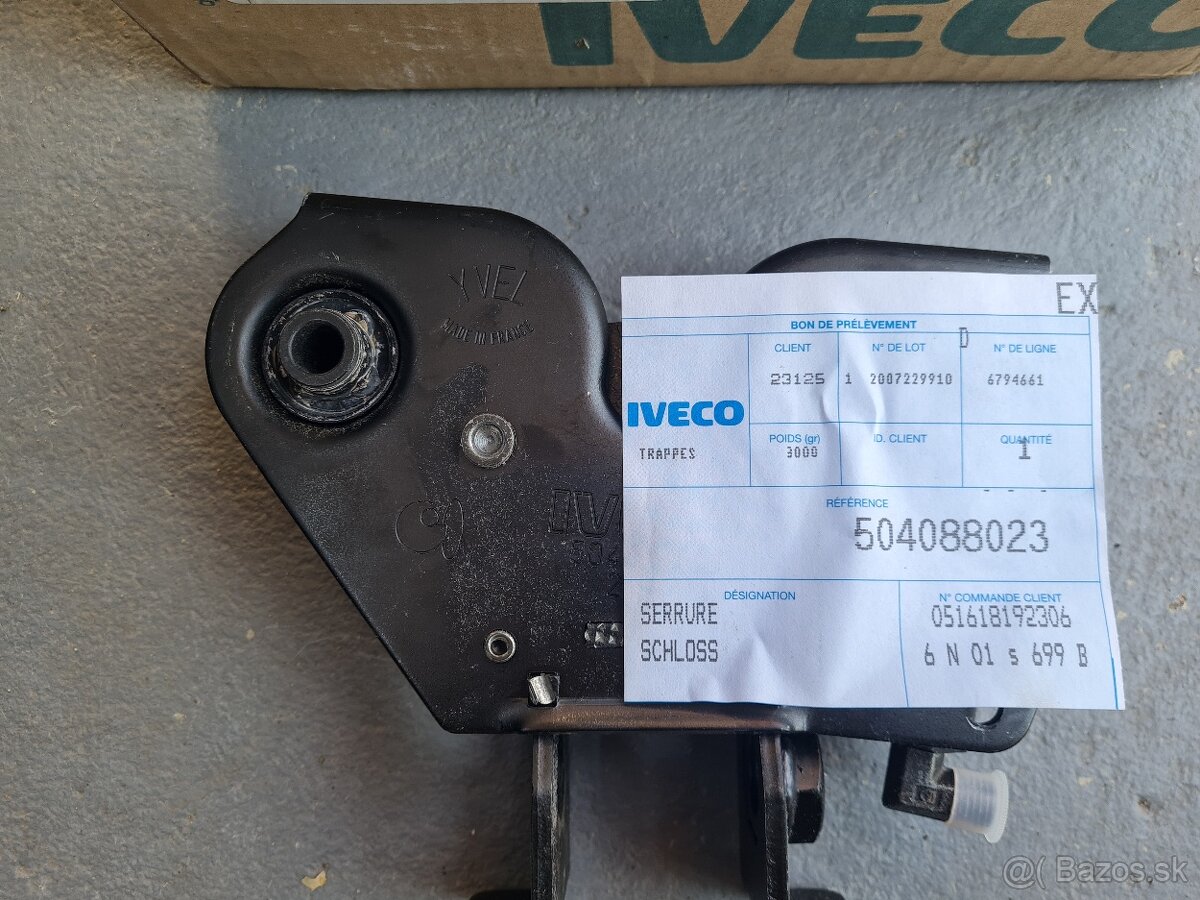 IVECO
YVEL
MADE IN FRANCE
EX
BON DE PRÉLÈVEMENT
D
CLIENT
N° DE LOT
N° DE LIGNE
23125
1
2007229910
6794661
IVECO
TRAPPES
POIDS (gr)
ID. CLIENT
QUANTITÉ
3000
1
RÉFÉRENCE
504088023
DÉSIGNATION
N° COMMANDE CLIENT
SERRURE
051618192306
SCHLOSS
6 N 01 s 699 B
@( Bazos.sk